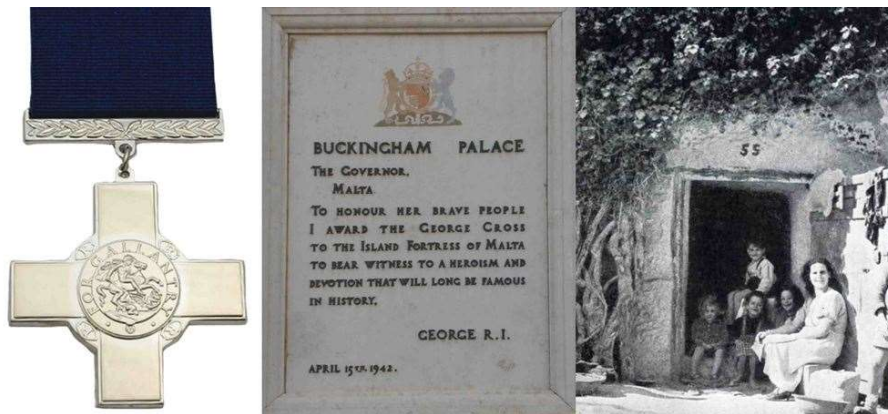 FOR GALLANTRY
BUCKINGHAM PALACE
THE GOVERNOR,
MALTA
TO HONOUR HER BRAVE PEOPLE
I AWARD THE GEORGE CROSS
TO THE ISLAND FORTRESS OF MALTA
TO BEAR WITNESS TO A HEROISM AND
DEVOTION THAT WILL LONG BE FAMOUS
IN HISTORY.
GEORGE R.I.
APRIL 15TH. 1942.
55